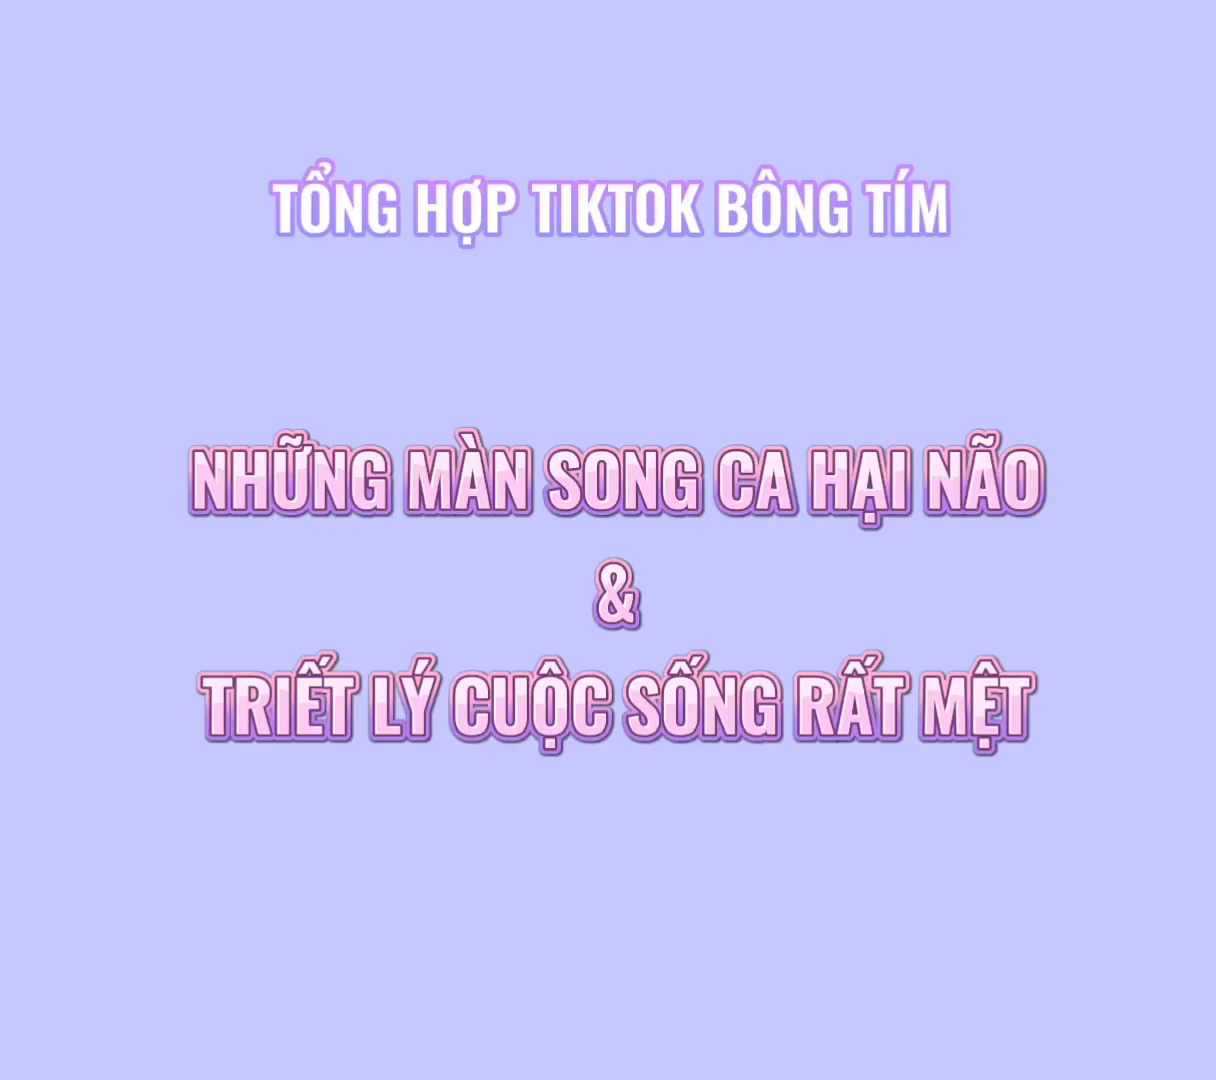 TỔNG HỢP TIKTOK BÔNG TÍM
NHỮNG MÀN SONG CA HẠI NÃO
&
TRIẾT LÝ CUỘC SỐNG RẤT MỆT